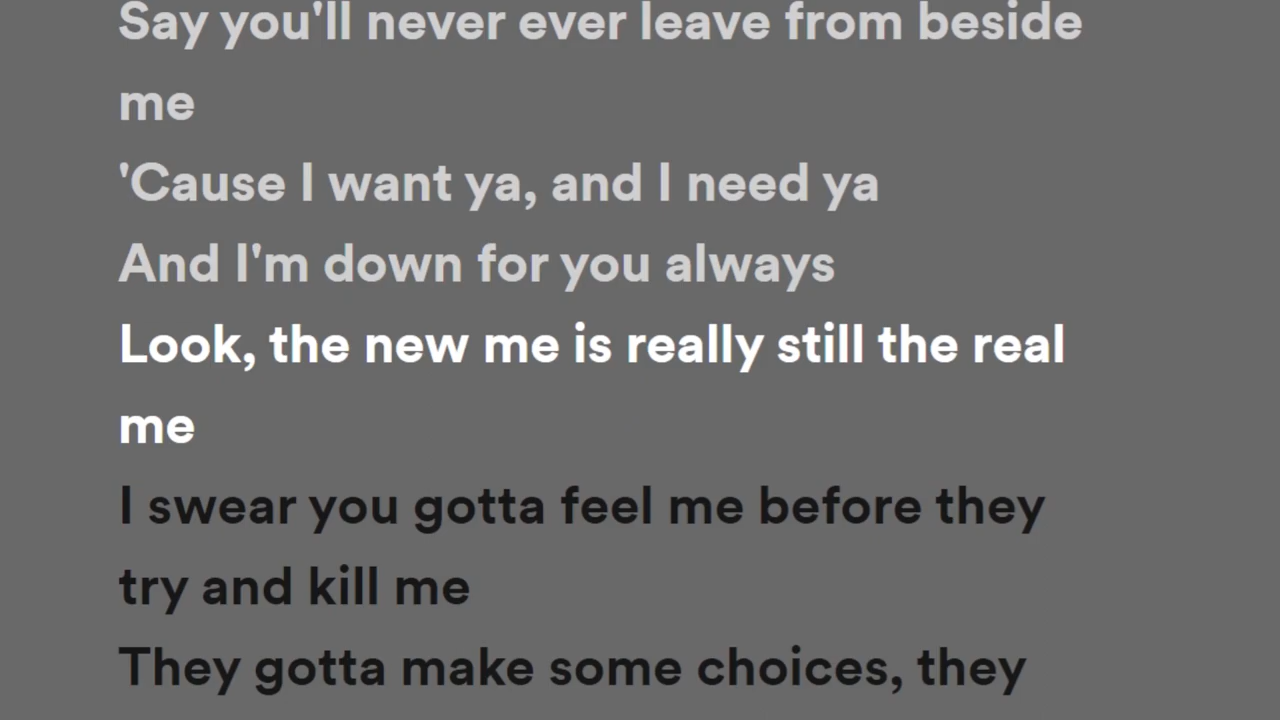 Say you'll never ever leave from beside
me
'Cause I want ya, and I need ya
And I'm down for you always
Look, the new me is really still the real
me
I swear you gotta feel me before they
try and kill me
They gotta make some choices, they